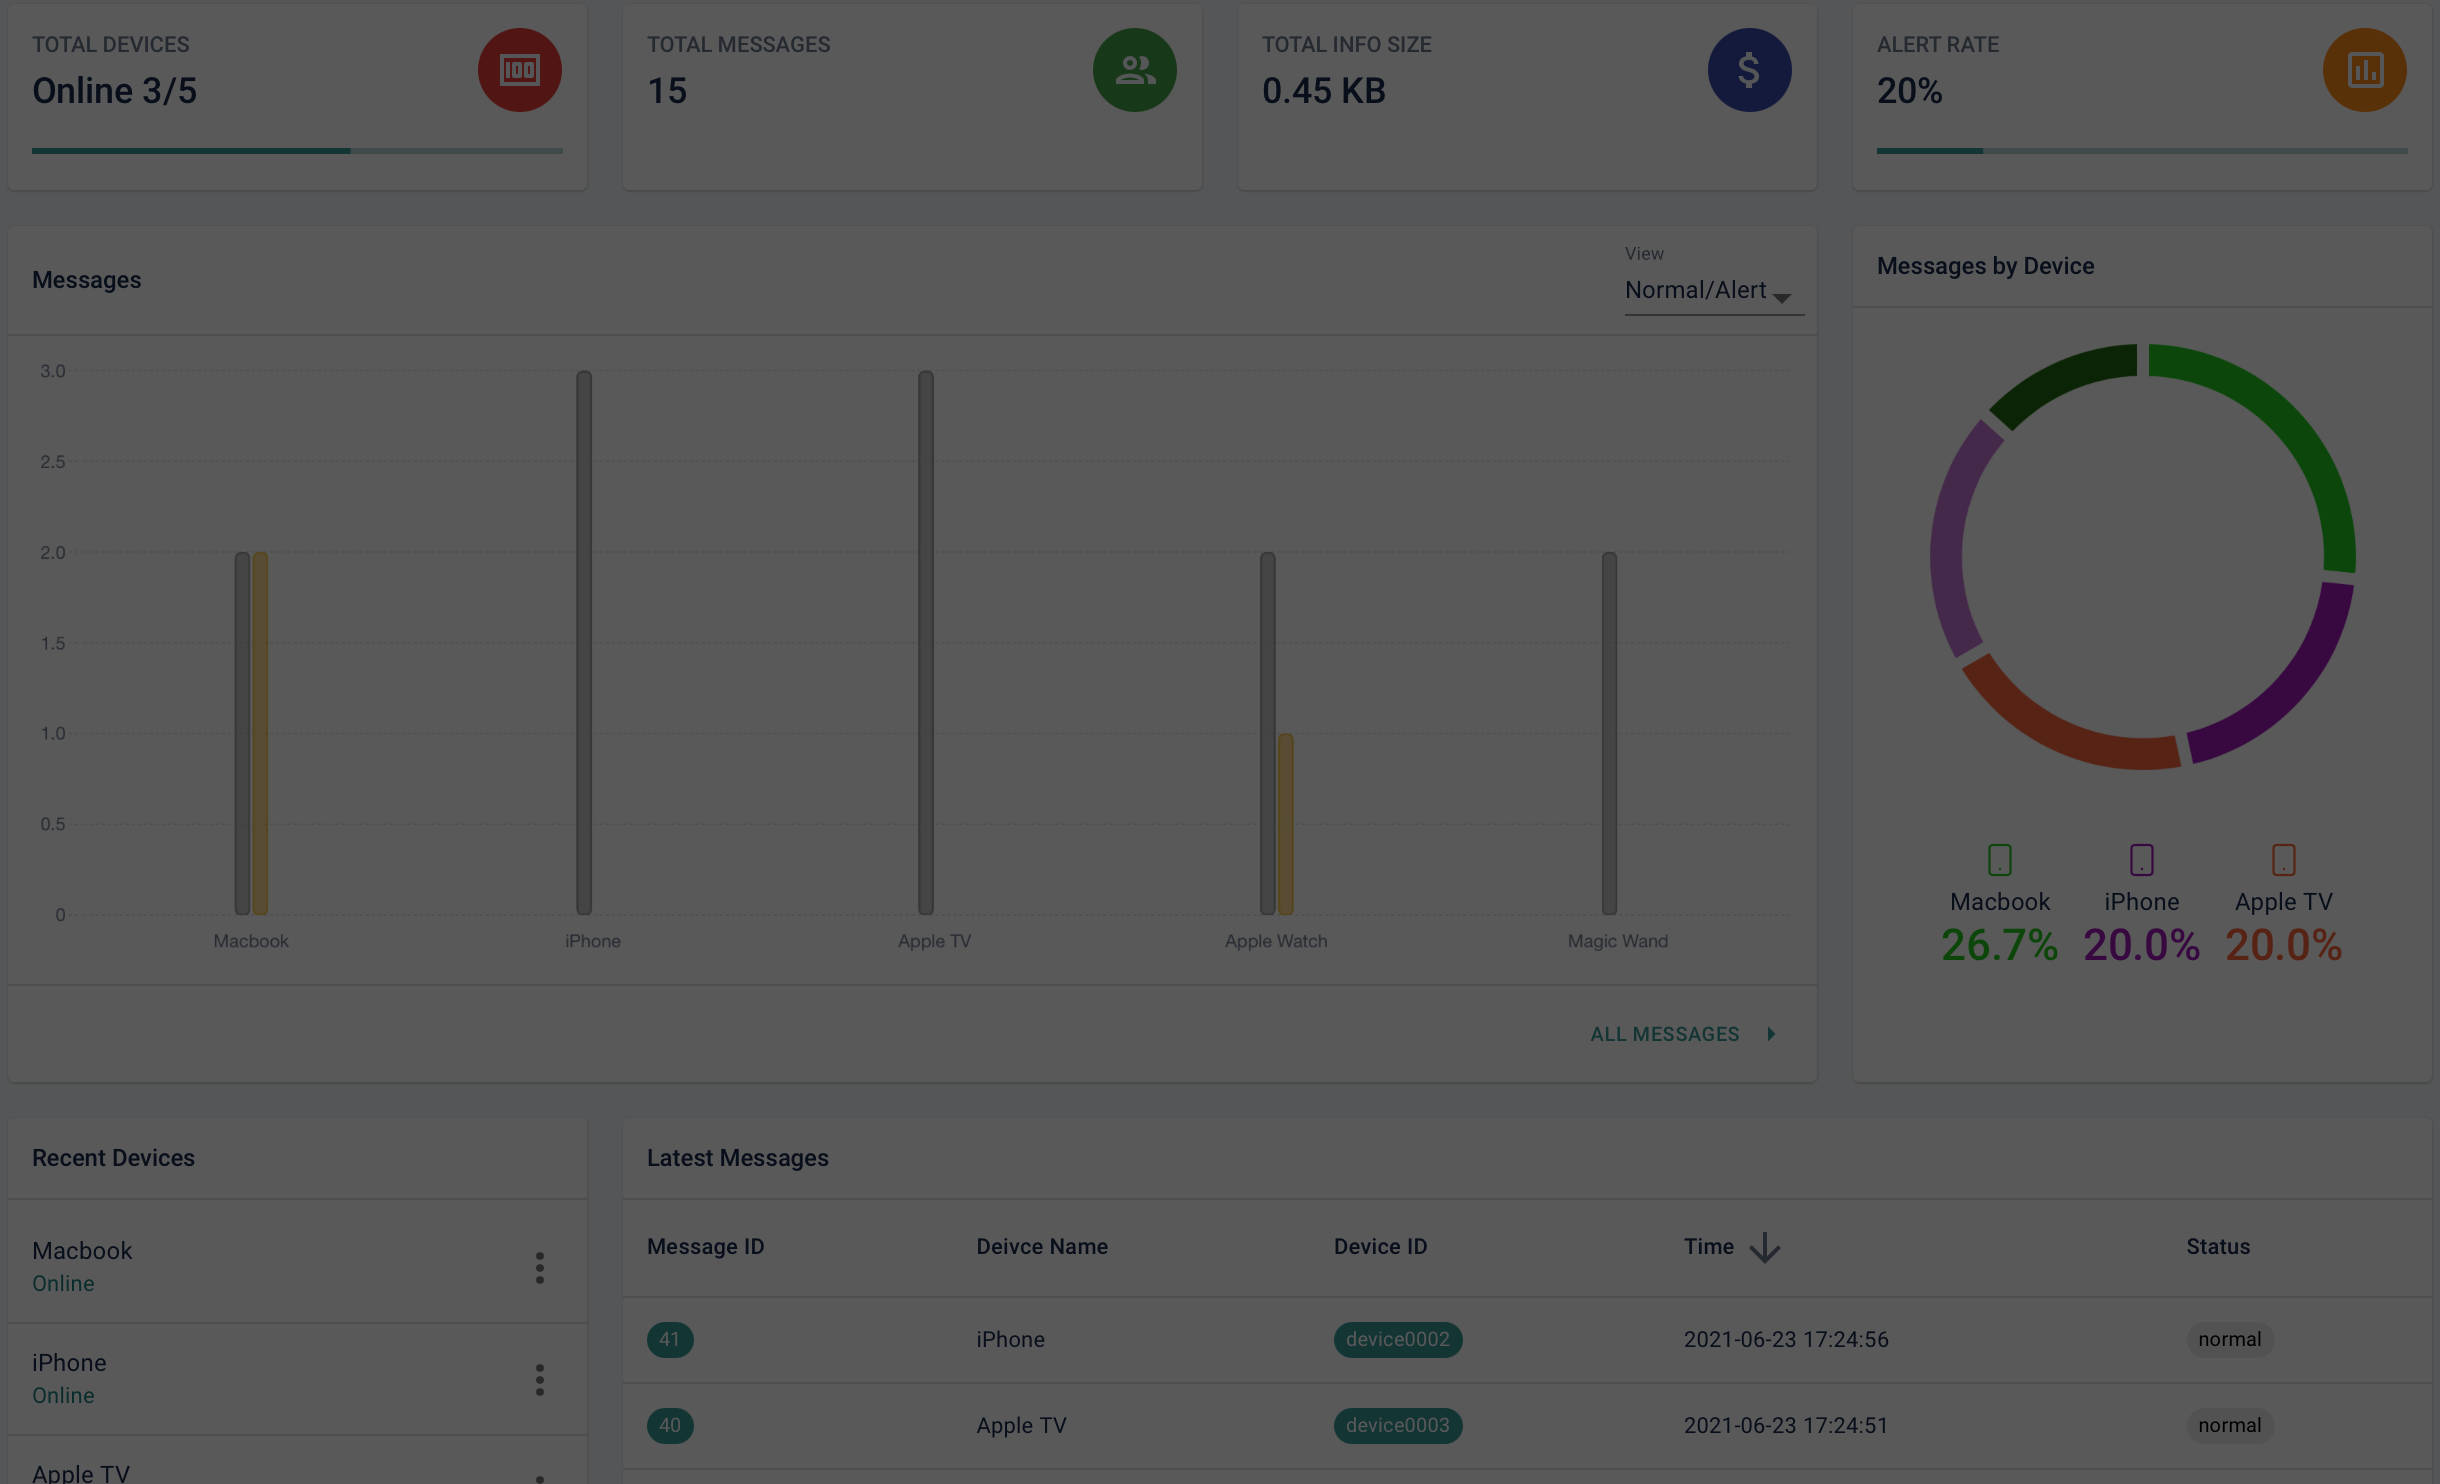 TOTAL DEVICES
Online 3/5
TOTAL MESSAGES
15
TOTAL INFO SIZE
0.45 KB
ALERT RATE
20%
Messages
View
Normal/Alert
3.0
2.5
2.0
1.5
1.0
0.5
0
Macbook iPhone Apple TV Apple Watch Magic Wand
ALL MESSAGES
Messages by Device
Macbook iPhone Apple TV
26.7% 20.0% 20.0%
Recent Devices
Macbook
Online
iPhone
Online
Apple TV
Latest Messages
Message ID Deivce Name Device ID Time Status
41 iPhone device0002 2021-06-23 17:24:56 normal
40 Apple TV device0003 2021-06-23 17:24:51 normal